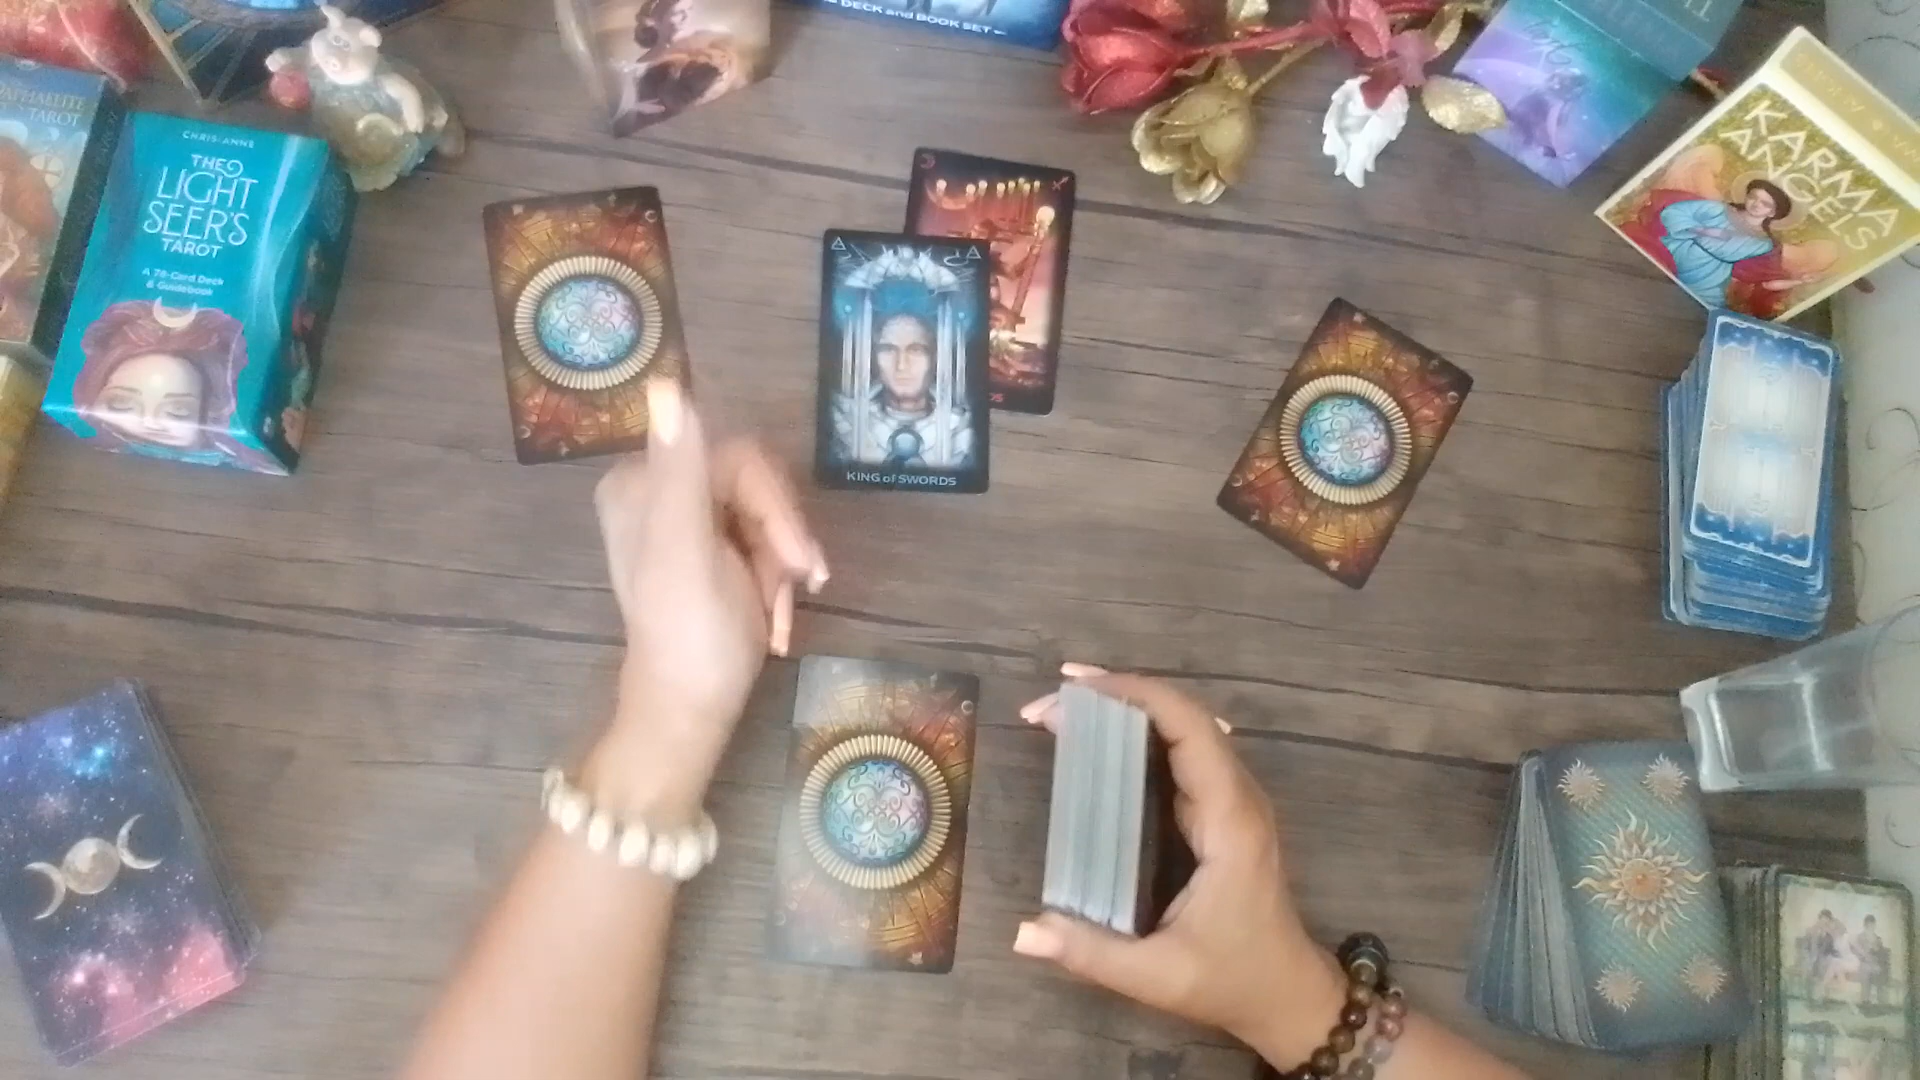 DECK and BOOK SET
TAROT
CHRIS-ANNE
THE
LIGHT
SEER'S
TAROT
A 78-Card Deck
& Guidebook
KARMA
ANGELS
KING of SWORDS